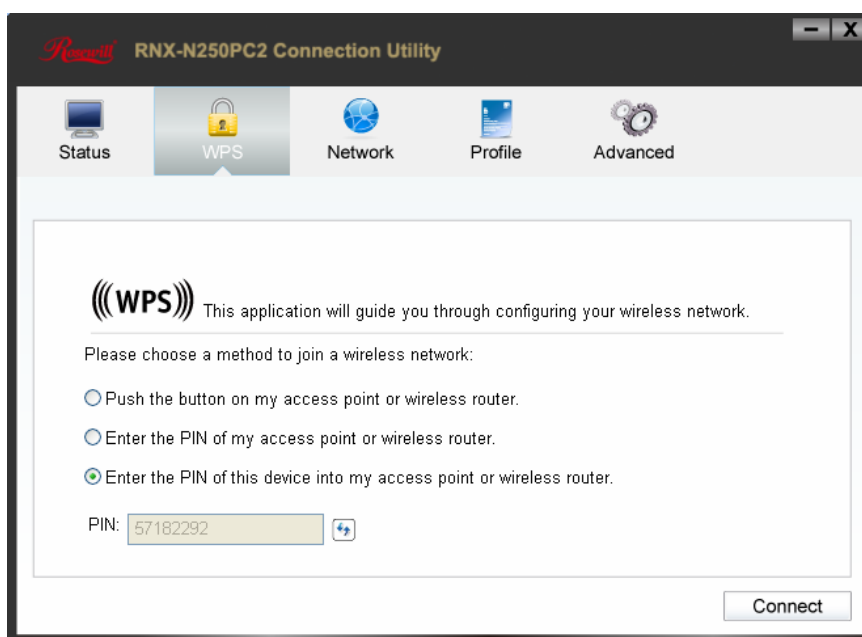 Rosewill RNX-N250PC2 Connection Utility
Status WPS Network Profile Advanced
WPS This application will guide you through configuring your wireless network.
Please choose a method to join a wireless network:
Push the button on my access point or wireless router.
Enter the PIN of my access point or wireless router.
Enter the PIN of this device into my access point or wireless router.
PIN: 57182292
Connect